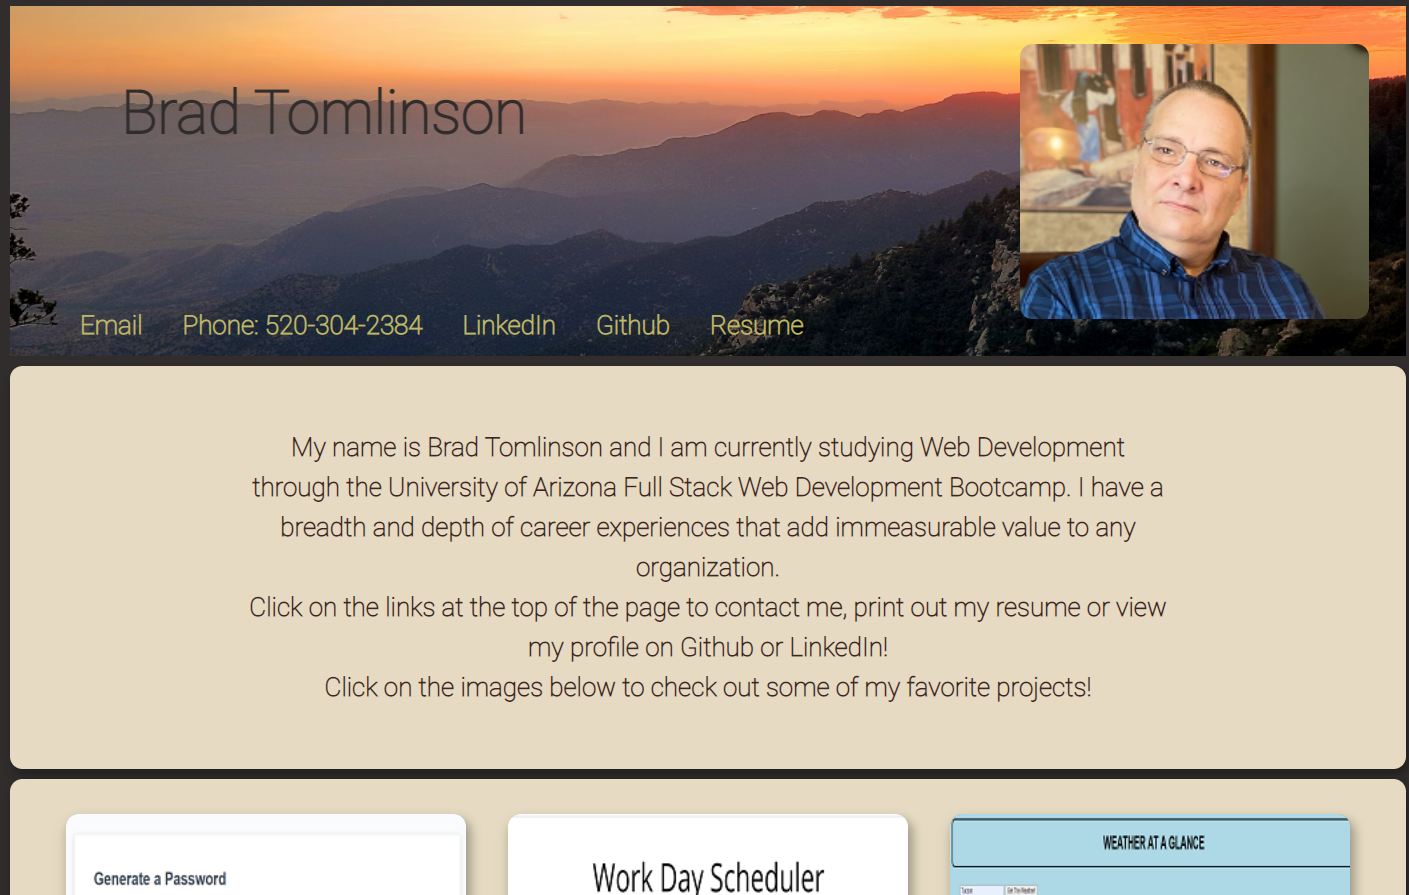 Brad Tomlinson
Email Phone: 520-304-2384 LinkedIn Github Resume
My name is Brad Tomlinson and I am currently studying Web Development
through the University of Arizona Full Stack Web Development Bootcamp. I have a
breadth and depth of career experiences that add immeasurable value to any
organization.
Click on the links at the top of the page to contact me, print out my resume or view
my profile on Github or LinkedIn!
Click on the images below to check out some of my favorite projects!
Generate a Password
Work Day Scheduler
WEATHER AT A GLANCE
Get The Weather!